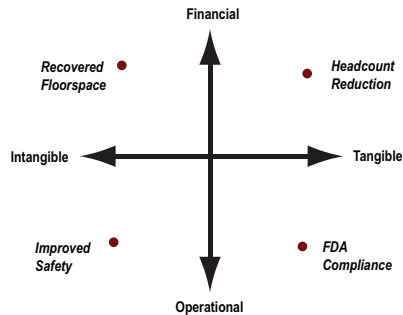 Financial
Recovered
Floorspace
Headcount
Reduction
Intangible
Tangible
Improved
Safety
FDA
Compliance
Operational